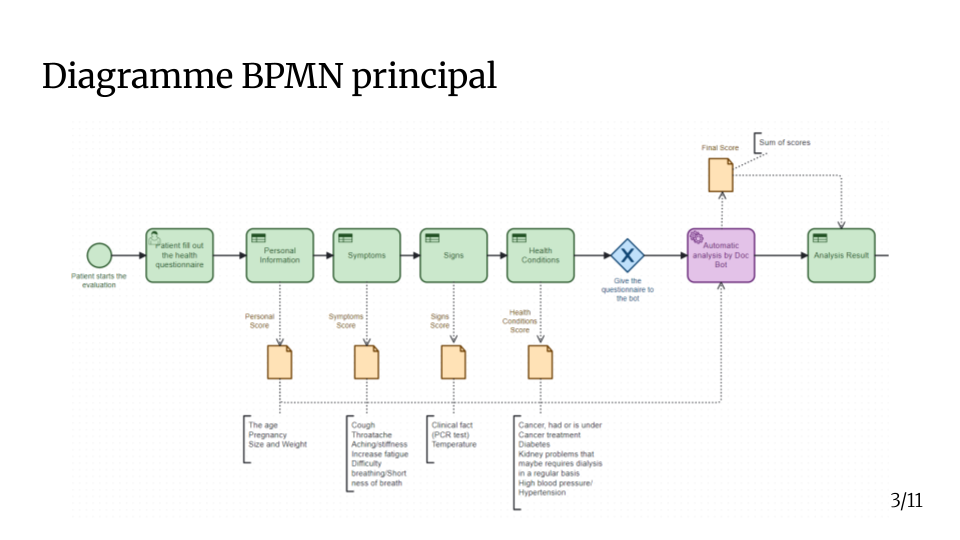 Diagramme BPMN principal
Final Score
Sum of scores
Patient fill out
the health
questionnaire
Personal
Information
Symptoms
Signs
Health
Conditions
X
Automatic
analysis by Doc
Bot
Analysis Result
Patient starts the
evaluation
Give the
questionnaire to
the bot
Personal
Score
Symptoms
Score
Signs
Score
Health
Conditions
Score
The age
Pregnancy
Size and Weight
Cough
Throatache
Aching/stiffness
Increase fatigue
Difficulty
breathing/Short
ness of breath
Clinical fact
(PCR test)
Temperature
Cancer, had or is under
Cancer treatment
Diabetes
Kidney problems that
maybe requires dialysis
in a regular basis
High blood pressure/
Hypertension
3/11